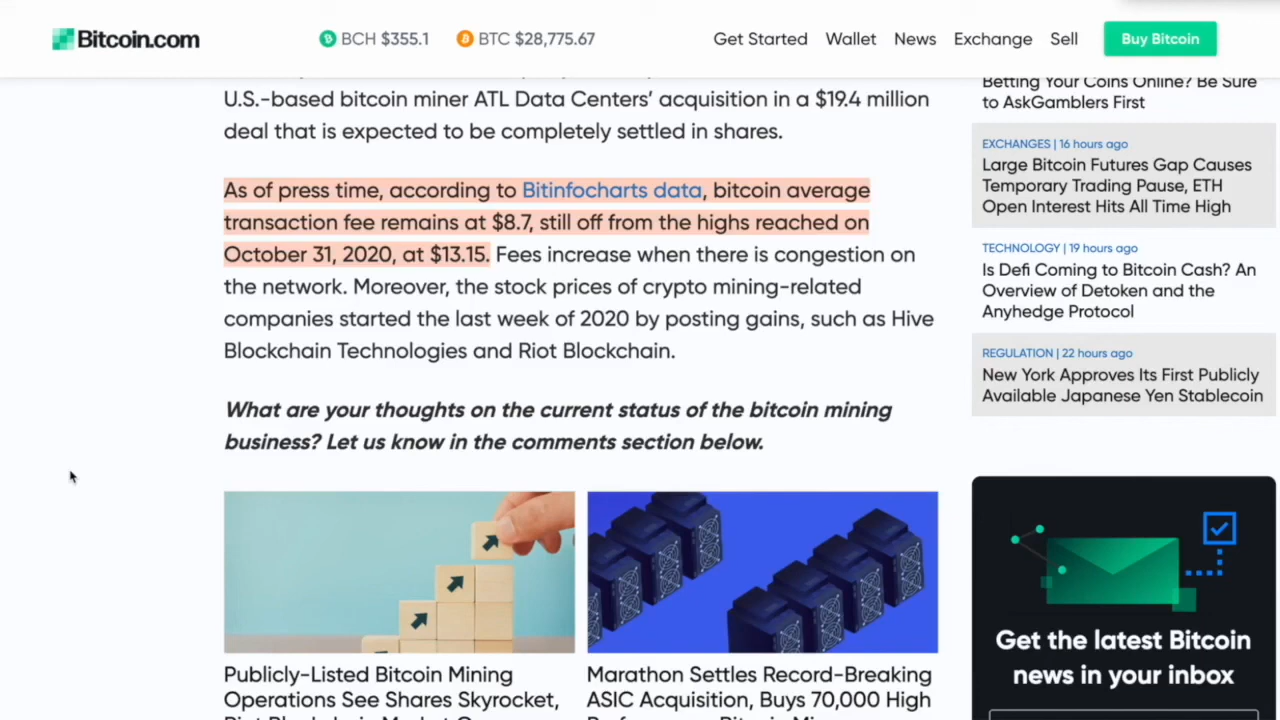 Bitcoin.com
BCH $355.1
BTC $28,775.67
Get Started
Wallet
News
Exchange
Sell
Buy Bitcoin
U.S.-based bitcoin miner ATL Data Centers’ acquisition in a $19.4 million
deal that is expected to be completely settled in shares.
As of press time, according to Bitinfocharts data, bitcoin average
transaction fee remains at $8.7, still off from the highs reached on
October 31, 2020, at $13.15. Fees increase when there is congestion on
the network. Moreover, the stock prices of crypto mining-related
companies started the last week of 2020 by posting gains, such as Hive
Blockchain Technologies and Riot Blockchain.
What are your thoughts on the current status of the bitcoin mining
business? Let us know in the comments section below.
Publicly-Listed Bitcoin Mining
Operations See Shares Skyrocket,
Marathon Settles Record-Breaking
ASIC Acquisition, Buys 70,000 High
Betting Your Coins Online? Be Sure
to AskGamblers First
EXCHANGES | 16 hours ago
Large Bitcoin Futures Gap Causes
Temporary Trading Pause, ETH
Open Interest Hits All Time High
TECHNOLOGY | 19 hours ago
Is Defi Coming to Bitcoin Cash? An
Overview of Detoken and the
Anyhedge Protocol
REGULATION | 22 hours ago
New York Approves Its First Publicly
Available Japanese Yen Stablecoin
Get the latest Bitcoin
news in your inbox